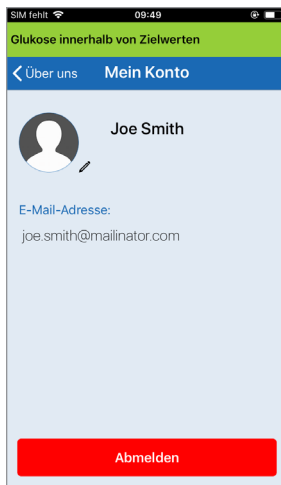 SIM fehlt 09:49
Glukose innerhalb von Zielwerten
Über uns Mein Konto
Joe Smith
E-Mail-Adresse:
joe.smith@mailinator.com
Abmelden